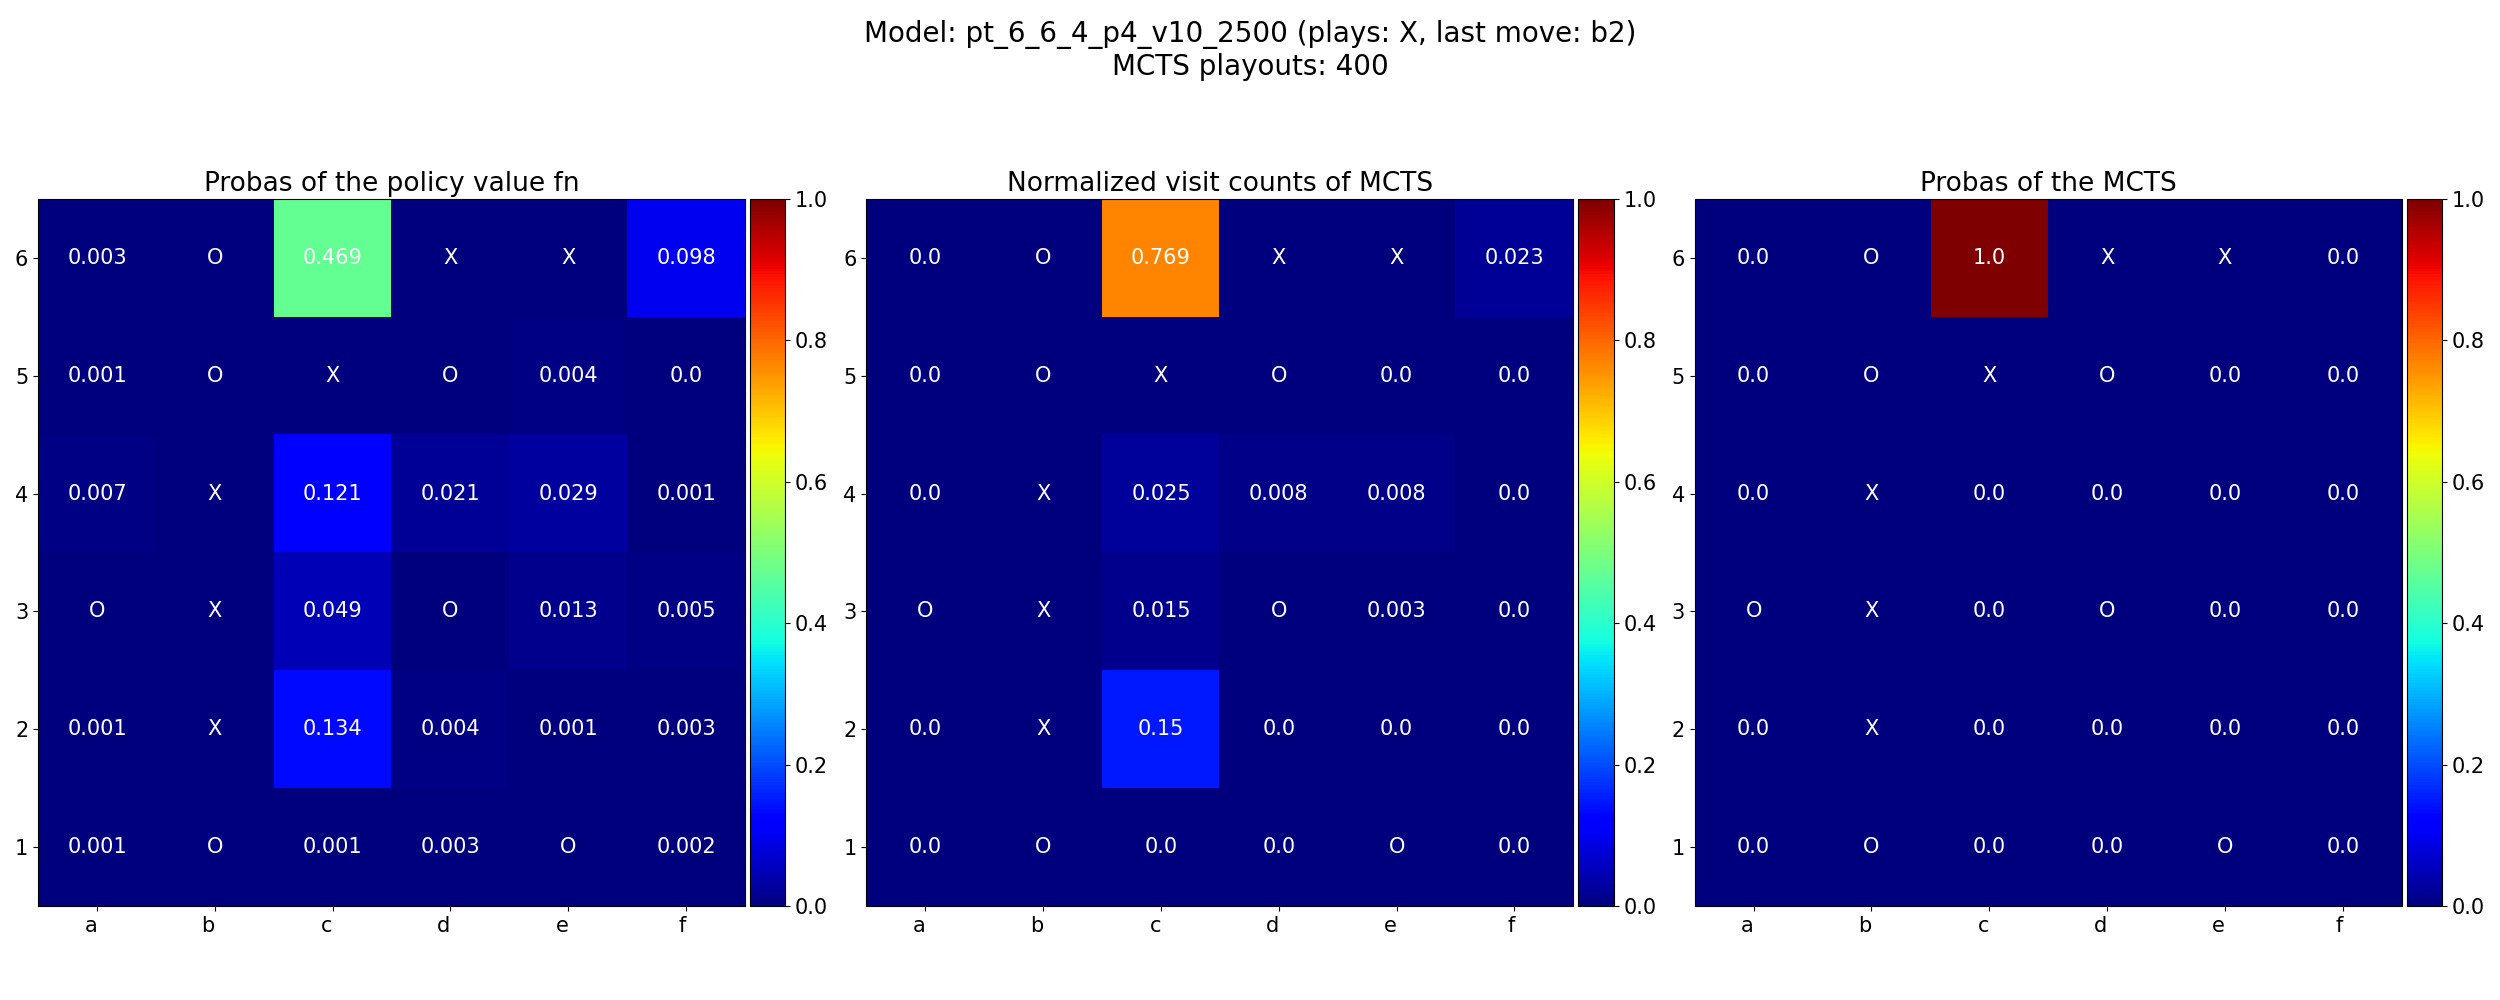 Model: pt_6_6_4_p4_v10_2500 (plays: X, last move: b2)
MCTS playouts: 400
Probas of the policy value fn
6 0.003 O 0.469 X X 0.098
5 0.001 O X O 0.004 0.0
4 0.007 X 0.121 0.021 0.029 0.001
3 O X 0.049 O 0.013 0.005
2 0.001 X 0.134 0.004 0.001 0.003
1 0.001 O 0.001 0.003 O 0.002
a b c d e f
1.0
0.8
0.6
0.4
0.2
0.0
Normalized visit counts of MCTS
6 0.0 O 0.769 X X 0.023
5 0.0 O X O 0.0 0.0
4 0.0 X 0.025 0.008 0.008 0.0
3 O X 0.015 O 0.003 0.0
2 0.0 X 0.15 0.0 0.0 0.0
1 0.0 O 0.0 0.0 O 0.0
a b c d e f
1.0
0.8
0.6
0.4
0.2
0.0
Probas of the MCTS
6 0.0 O 1.0 X X 0.0
5 0.0 O X O 0.0 0.0
4 0.0 X 0.0 0.0 0.0 0.0
3 O X 0.0 O 0.0 0.0
2 0.0 X 0.0 0.0 0.0 0.0
1 0.0 O 0.0 0.0 O 0.0
a b c d e f
1.0
0.8
0.6
0.4
0.2
0.0